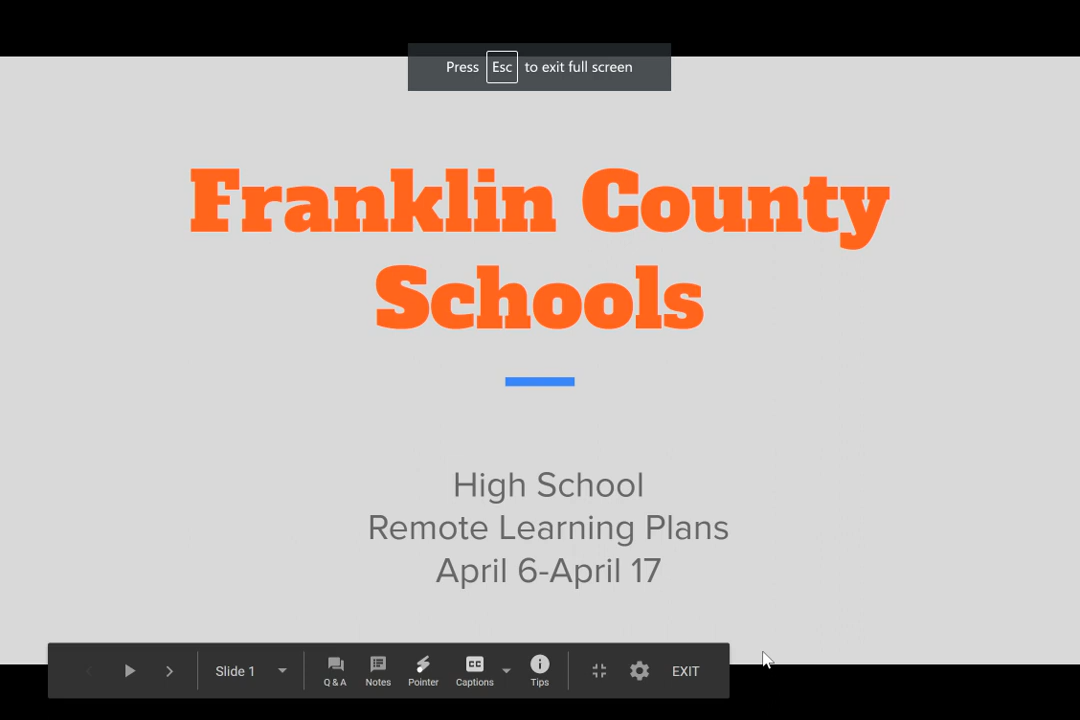 Press Esc to exit full screen
Franklin County
Schools
High School
Remote Learning Plans
April 6-April 17
Slide 1
Q & A
Notes
Pointer
CC
Captions
Tips
EXIT